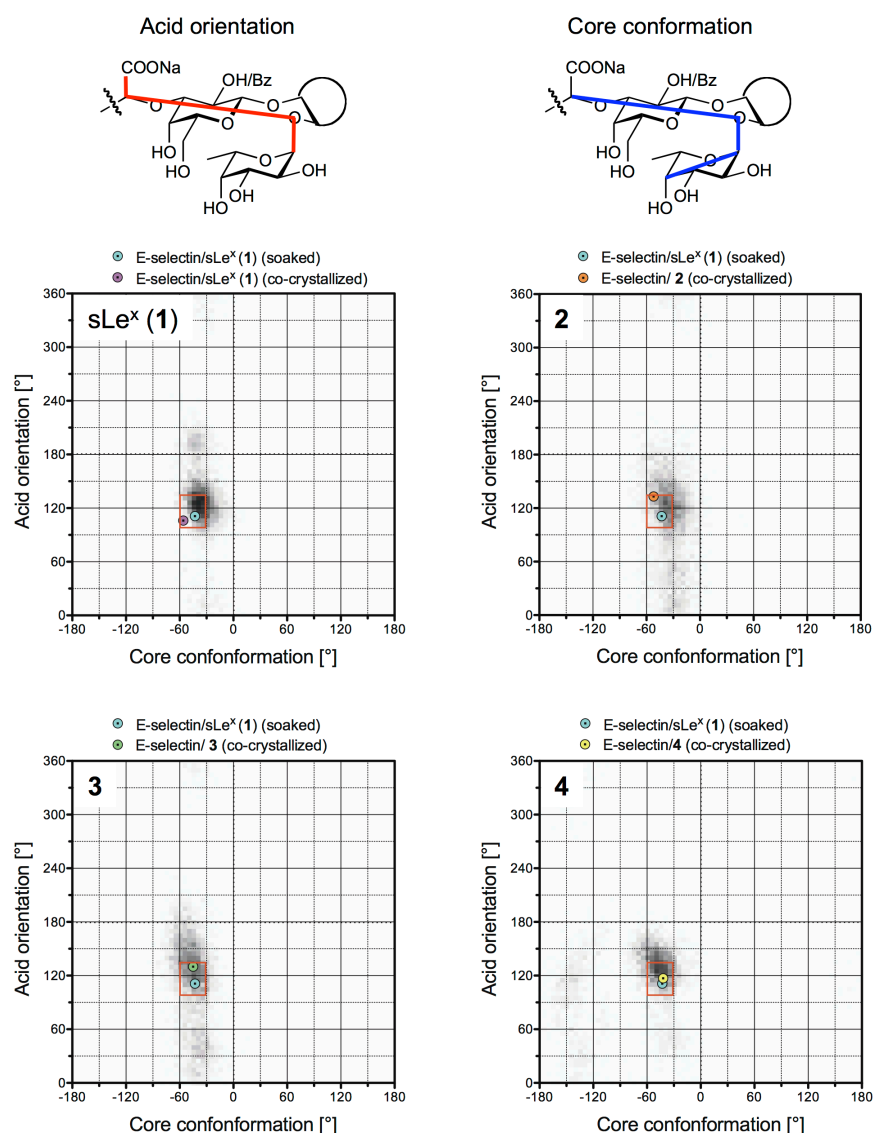 Acid orientation
Core conformation
COONa
OH/Bz
O
O
O
O
HO
HO
O
OH
HO
OH
COONa
OH/Bz
O
O
O
O
HO
HO
O
OH
HO
OH
E-selectin/sLeˣ (1) (soaked)
E-selectin/sLeˣ (1) (co-crystallized)
E-selectin/sLeˣ (1) (soaked)
E-selectin/ 2 (co-crystallized)
sLeˣ (1)
Acid orientation [°]
360
300
240
180
120
60
0
-180 -120 -60 0 60 120 180
Core confonformation [°]
2
Acid orientation [°]
360
300
240
180
120
60
0
-180 -120 -60 0 60 120 180
Core confonformation [°]
E-selectin/sLeˣ (1) (soaked)
E-selectin/ 3 (co-crystallized)
E-selectin/sLeˣ (1) (soaked)
E-selectin/4 (co-crystallized)
3
Acid orientation [°]
360
300
240
180
120
60
0
-180 -120 -60 0 60 120 180
Core confonformation [°]
4
Acid orientation [°]
360
300
240
180
120
60
0
-180 -120 -60 0 60 120 180
Core confonformation [°]